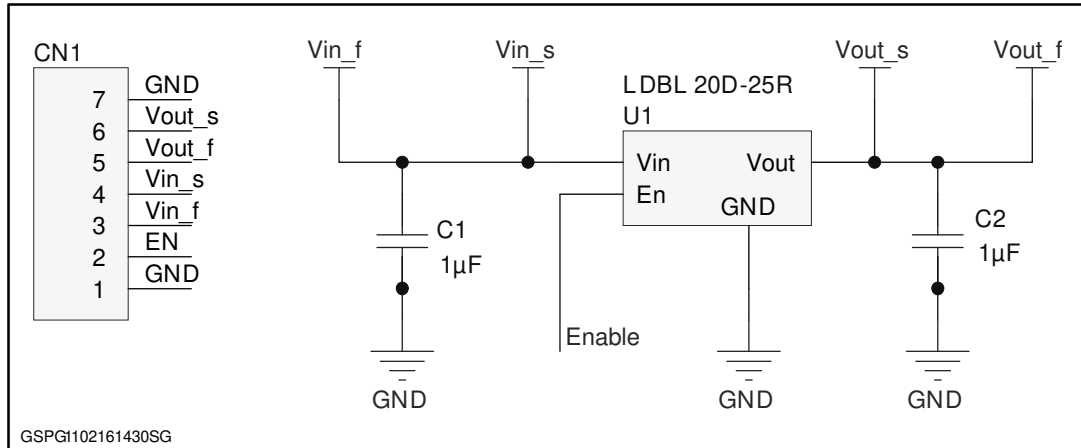 CN1
7 GND
6 Vout_s
5 Vout_f
4 Vin_s
3 Vin_f
2 EN
1 GND
Vin_f
Vin_s
Vout_s
Vout_f
LDBL 20D-25R
U1
Vin
Vout
En
GND
C1
1µF
C2
1µF
Enable
GND
GND
GND
GSPG1102161430SG